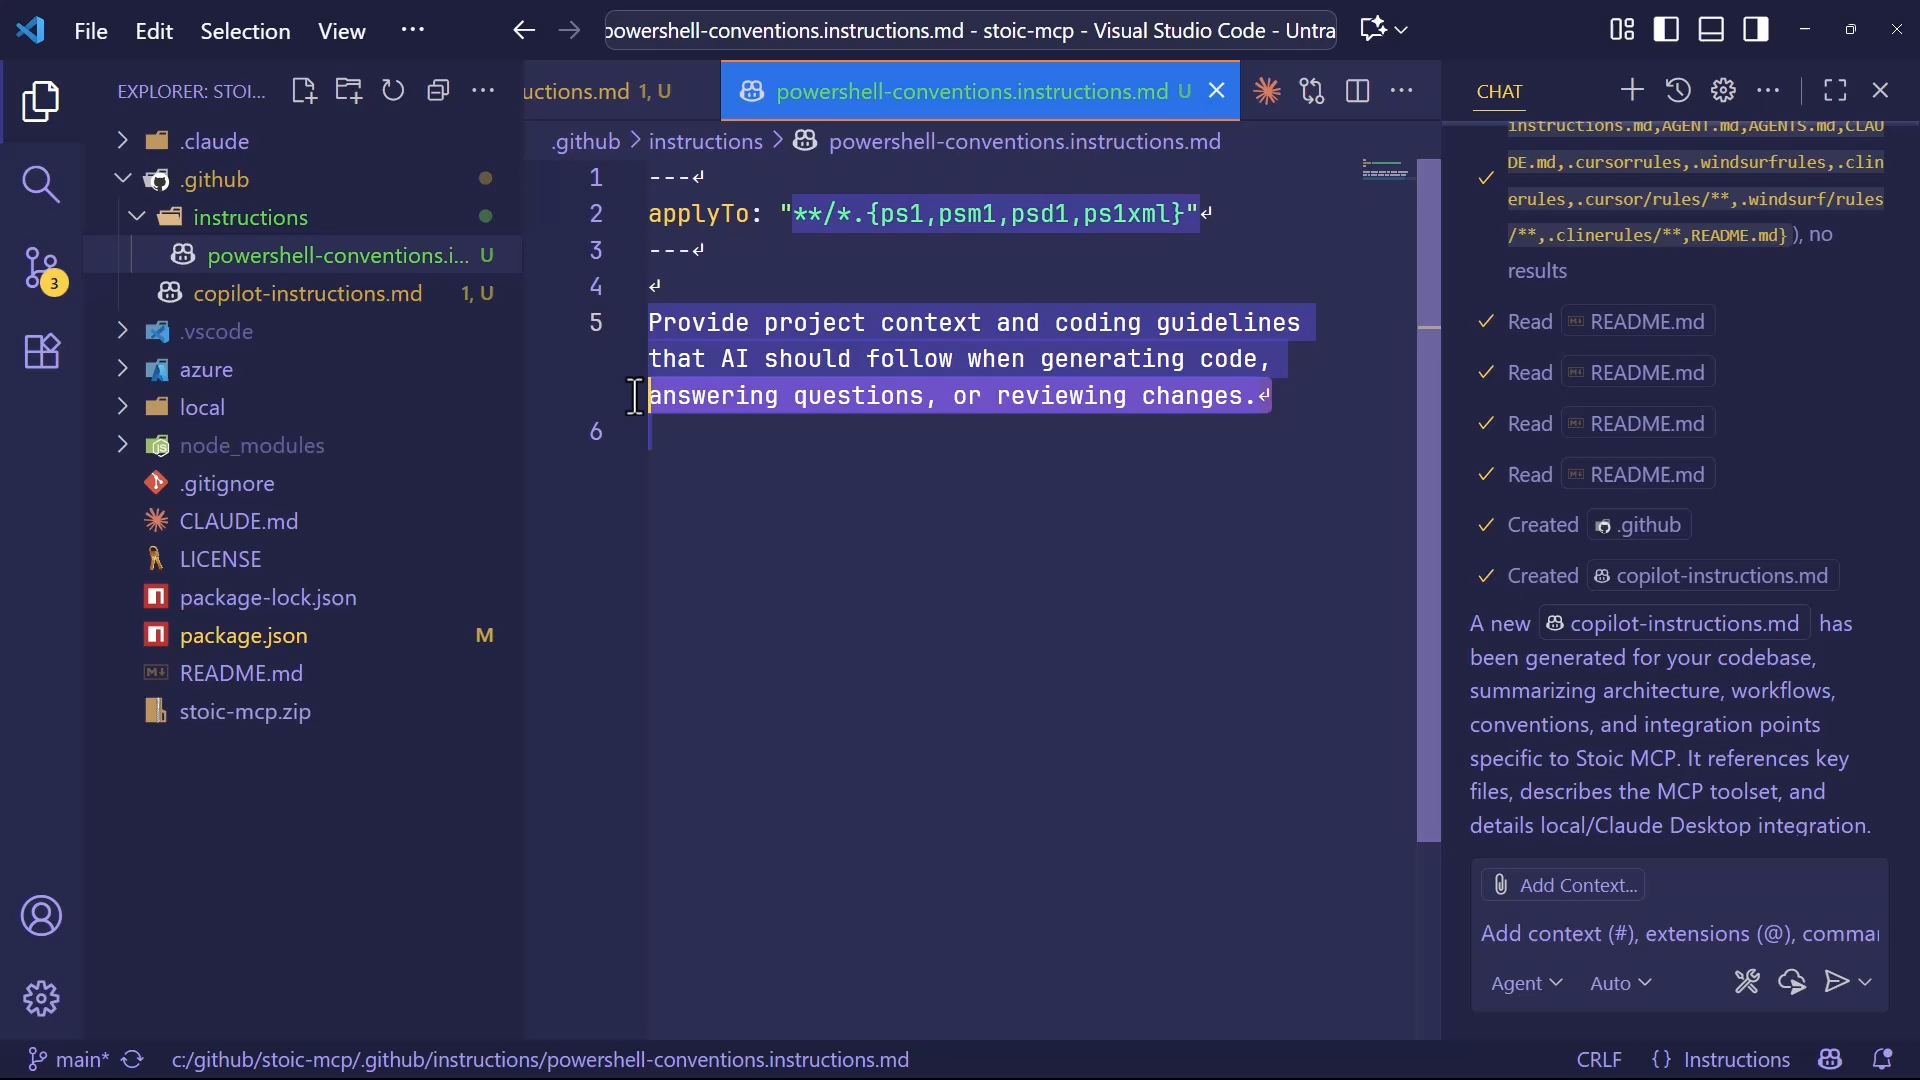 File Edit Selection View ···
powershell-conventions.instructions.md - stoic-mcp - Visual Studio Code - Untra
EXPLORER: STOI...
.claude
.github
instructions
powershell-conventions.i... U
copilot-instructions.md 1, U
.vscode
azure
local
node_modules
.gitignore
CLAUDE.md
LICENSE
package-lock.json
package.json M
README.md
stoic-mcp.zip
3
uctions.md 1, U
powershell-conventions.instructions.md U
.github > instructions > powershell-conventions.instructions.md
1 ---
2 applyTo: "**/*.{ps1,psm1,psd1,ps1xml}"
3 ---
4
5 Provide project context and coding guidelines
that AI should follow when generating code,
answering questions, or reviewing changes.
6
CHAT
instructions.md,AGENT.md,AGENTS.md,CLAU
DE.md,.cursorrules,.windsurfrules,.clin
erules,.cursor/rules/**,.windsurf/rules
/**,.clinerules/**,README.md}), no
results
Read README.md
Read README.md
Read README.md
Read README.md
Created .github
Created copilot-instructions.md
A new copilot-instructions.md has
been generated for your codebase,
summarizing architecture, workflows,
conventions, and integration points
specific to Stoic MCP. It references key
files, describes the MCP toolset, and
details local/Claude Desktop integration.
Add Context...
Add context (#), extensions (@), comma
Agent Auto
main* c:/github/stoic-mcp/.github/instructions/powershell-conventions.instructions.md
CRLF {} Instructions